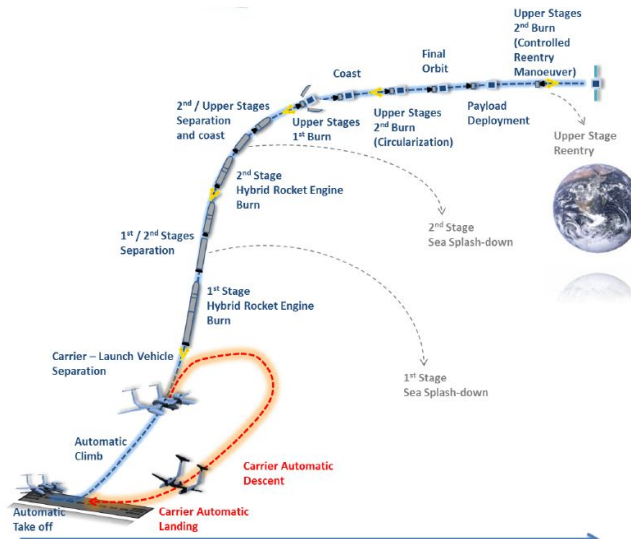 Upper Stages
2nd Burn
(Controlled
Reentry
Manoeuver)
Final
Orbit
Coast
2nd / Upper Stages
Separation
and coast
Upper Stages
1st Burn
Upper Stages
2nd Burn
(Circularization)
Payload
Deployment
Upper Stage
Reentry
2nd Stage
Hybrid Rocket Engine
Burn
2nd Stage
Sea Splash-down
1st / 2nd Stages
Separation
1st Stage
Hybrid Rocket Engine
Burn
Carrier – Launch Vehicle
Separation
1st Stage
Sea Splash-down
Automatic
Climb
Carrier Automatic
Descent
Automatic
Take off
Carrier Automatic
Landing